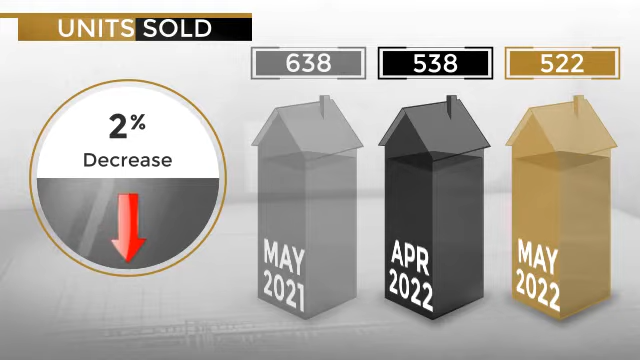 UNITS SOLD
638
538
522
2%
Decrease
MAY
2021
APR
2022
MAY
2022